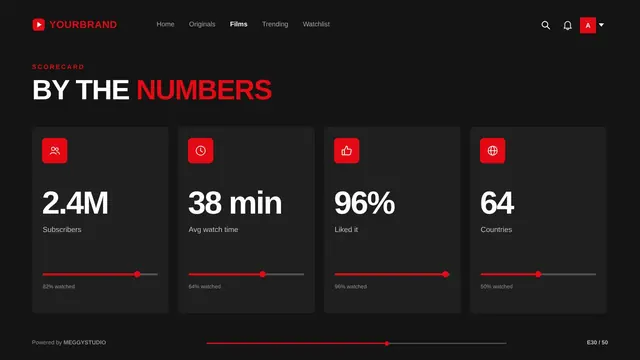 YOURBRAND
Home Originals Films Trending Watchlist
A
SCORECARD
BY THE NUMBERS
2.4M
Subscribers
82% watched
38 min
Avg watch time
64% watched
96%
Liked it
96% watched
64
Countries
50% watched
Powered by MEGGYSTUDIO
E30 / 50